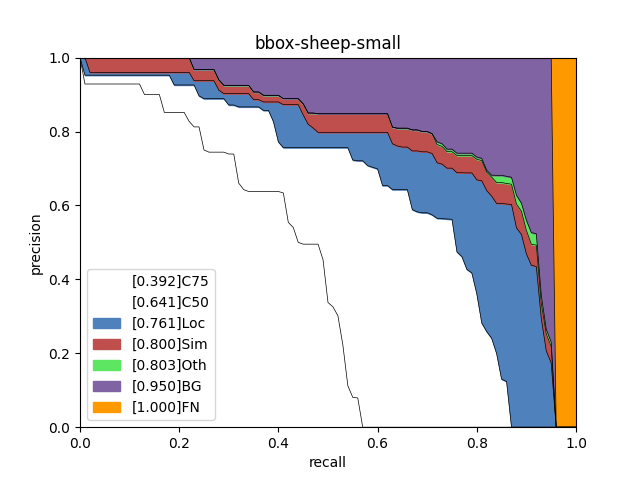 bbox-sheep-small
1.0
0.8
0.6
0.4
0.2
0.0
precision
[0.392]C75
[0.641]C50
[0.761]Loc
[0.800]Sim
[0.803]Oth
[0.950]BG
[1.000]FN
0.0 0.2 0.4 0.6 0.8 1.0
recall